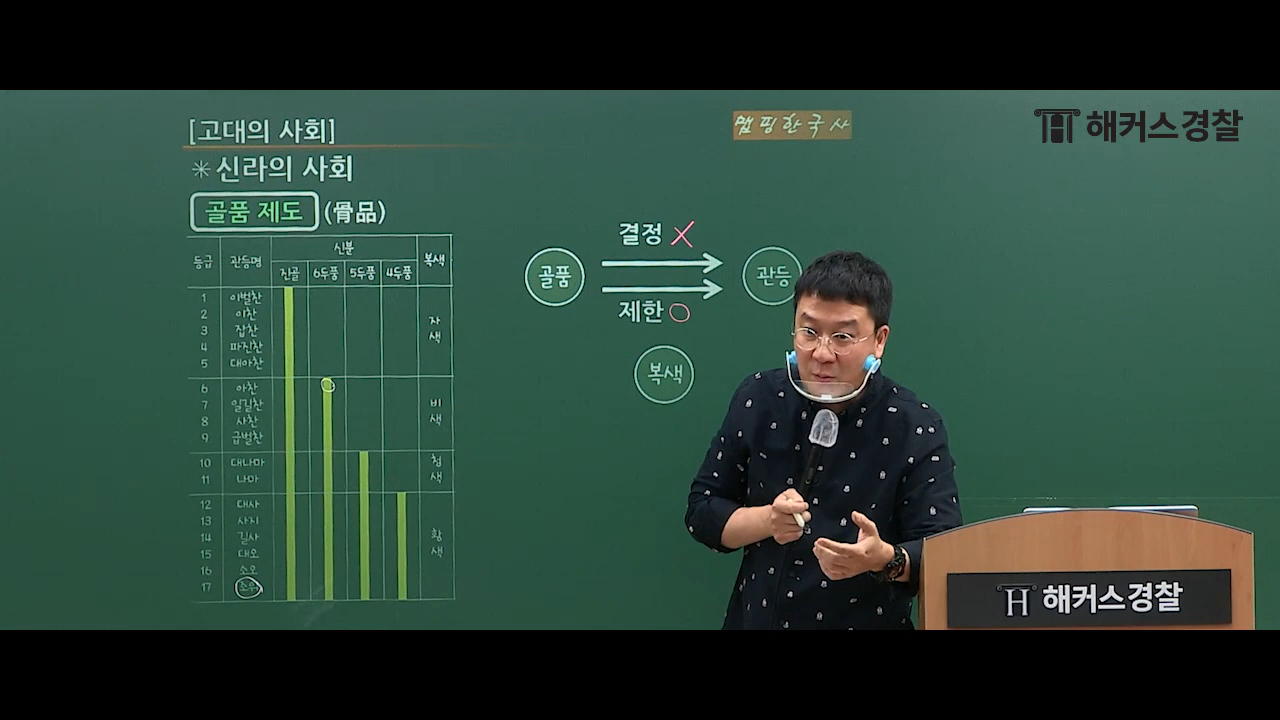 [고대의 사회]
맵핑한국사
해커스경찰
✳ 신라의 사회
골품 제도 (骨品)
등급 관등명 신분 복색
진골 6두품 5두품 4두품
1 이벌찬
2 이찬
3 잡찬
4 파진찬
5 대아찬
자색
6 아찬
7 일길찬
8 사찬
9 급벌찬
비색
10 대나마
11 나마
청색
12 대사
13 사지
14 길사
15 대오
16 소오
17 조위
황색
결정 X
골품 관등
제한 ○
복색
H 해커스경찰